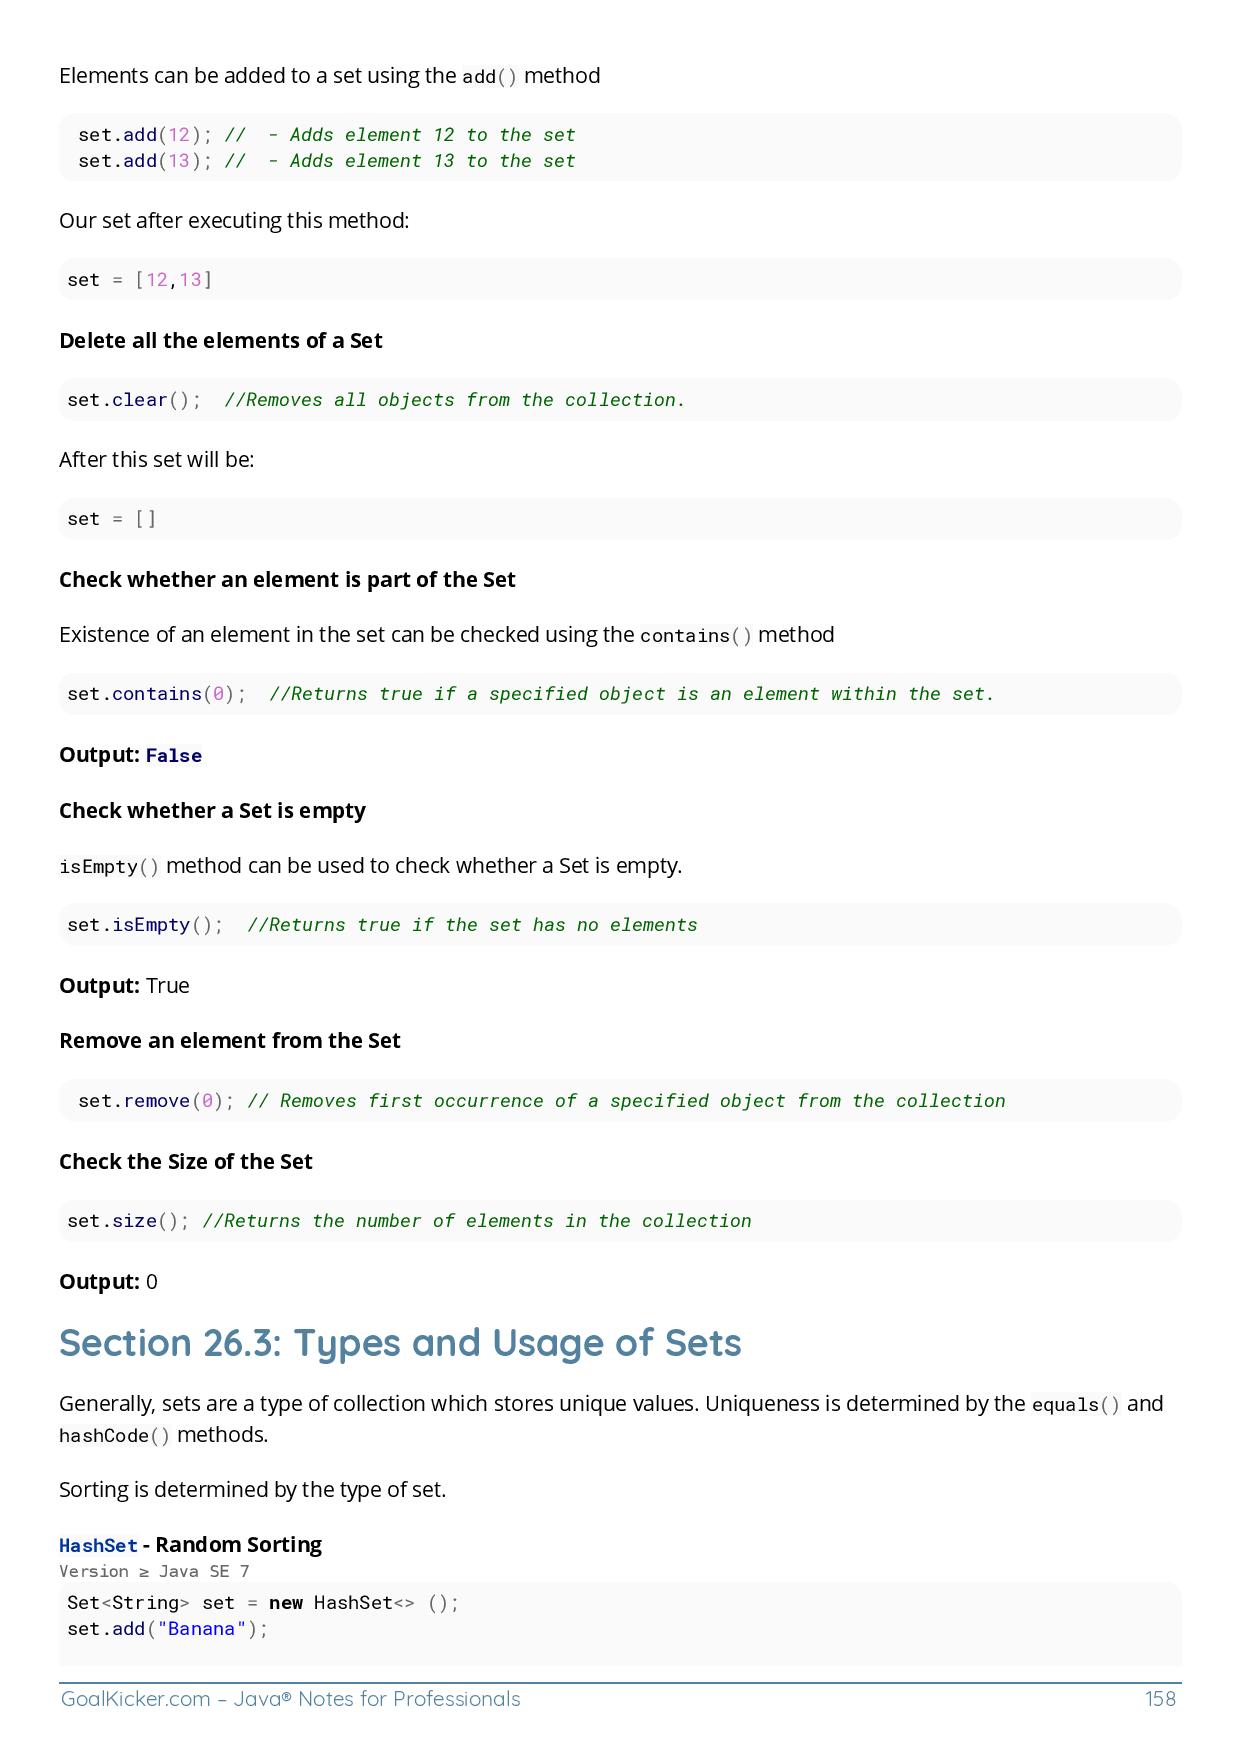 Elements can be added to a set using the add() method
set.add(12); //  - Adds element 12 to the set
set.add(13); //  - Adds element 13 to the set
Our set after executing this method:
set = [12,13]
Delete all the elements of a Set
set.clear();  //Removes all objects from the collection.
After this set will be:
set = []
Check whether an element is part of the Set
Existence of an element in the set can be checked using the contains() method
set.contains(0);  //Returns true if a specified object is an element within the set.
Output: False
Check whether a Set is empty
isEmpty() method can be used to check whether a Set is empty.
set.isEmpty();  //Returns true if the set has no elements
Output: True
Remove an element from the Set
set.remove(0); // Removes first occurrence of a specified object from the collection
Check the Size of the Set
set.size(); //Returns the number of elements in the collection
Output: 0
Section 26.3: Types and Usage of Sets
Generally, sets are a type of collection which stores unique values. Uniqueness is determined by the equals() and
hashCode() methods.
Sorting is determined by the type of set.
HashSet - Random Sorting
Version ≥ Java SE 7
Set<String> set = new HashSet<> ();
set.add("Banana");
GoalKicker.com – Java® Notes for Professionals 158